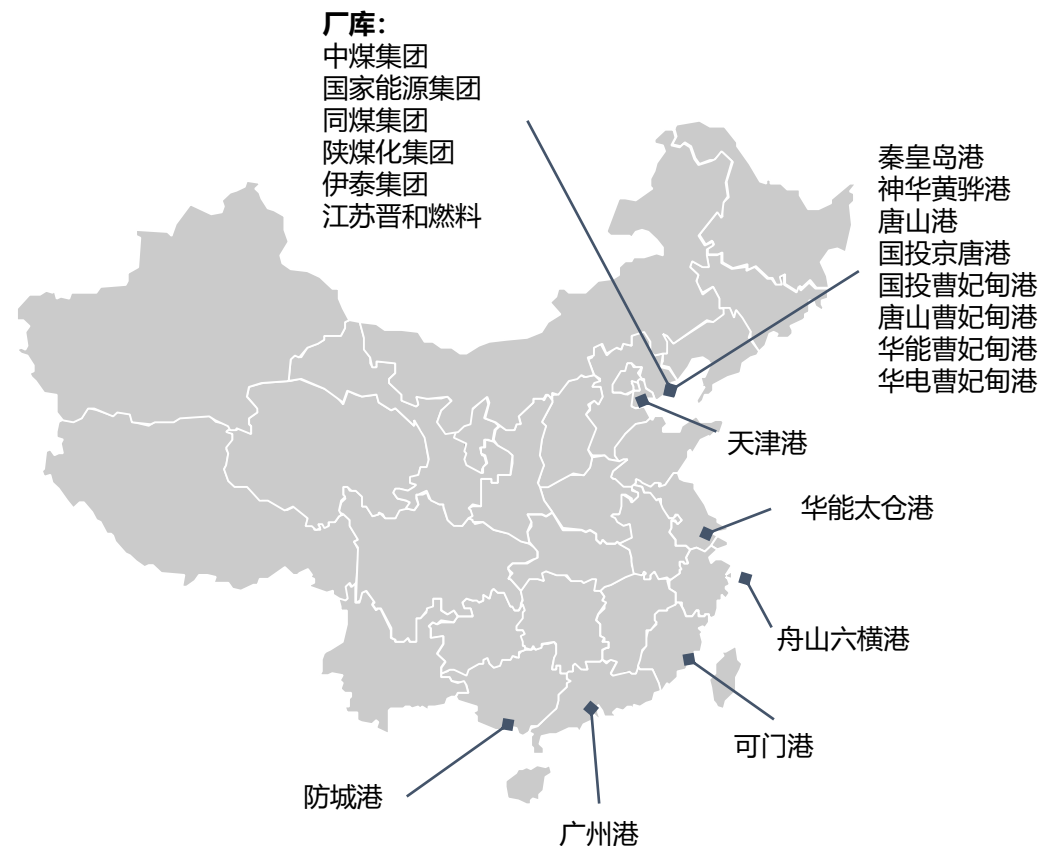 厂库：
中煤集团
国家能源集团
同煤集团
陕煤化集团
伊泰集团
江苏晋和燃料
秦皇岛港
神华黄骅港
唐山港
国投京唐港
国投曹妃甸港
唐山曹妃甸港
华能曹妃甸港
华电曹妃甸港
天津港
华能太仓港
舟山六横港
可门港
防城港
广州港